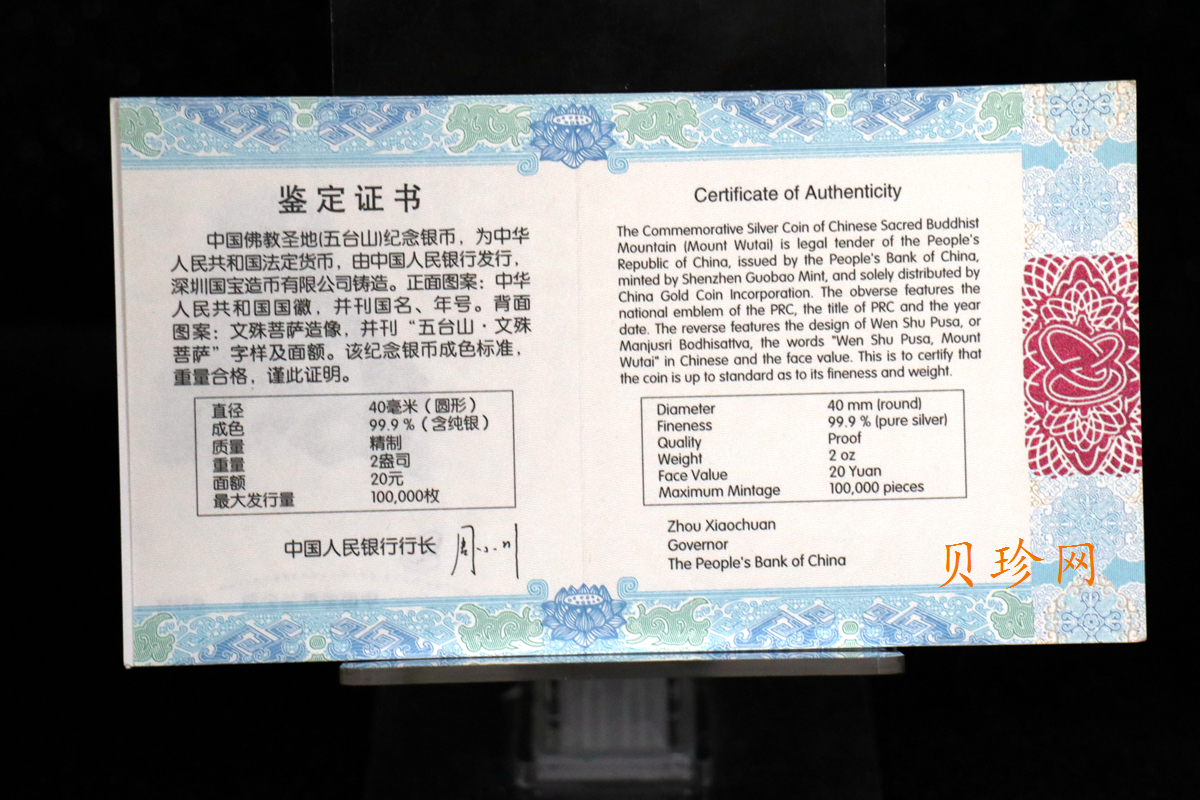 鉴定证书
中国佛教圣地(五台山)纪念银币，为中华
人民共和国法定货币，由中国人民银行发行，
深圳国宝造币有限公司铸造。正面图案：中华
人民共和国国徽，并刊国名、年号。背面
图案：文殊菩萨造像，并刊“五台山·文殊
菩萨”字样及面额。该纪念银币成色标准，
重量合格，谨此证明。
直径 40毫米（圆形）
成色 99.9％（含纯银）
质量 精制
重量 2盎司
面额 20元
最大发行量 100,000枚
中国人民银行行长 周小川
Certificate of Authenticity
The Commemorative Silver Coin of Chinese Sacred Buddhist
Mountain (Mount Wutai) is legal tender of the People's
Republic of China, issued by the People's Bank of China,
minted by Shenzhen Guobao Mint, and solely distributed by
China Gold Coin Incorporation. The obverse features the
national emblem of the PRC, the title of PRC and the year
date. The reverse features the design of Wen Shu Pusa, or
Manjusri Bodhisattva, the words "Wen Shu Pusa, Mount
Wutai" in Chinese and the face value. This is to certify that
the coin is up to standard as to its fineness and weight.
Diameter 40 mm (round)
Fineness 99.9 % (pure silver)
Quality Proof
Weight 2 oz
Face Value 20 Yuan
Maximum Mintage 100,000 pieces
Zhou Xiaochuan
Governor
The People's Bank of China
贝珍网